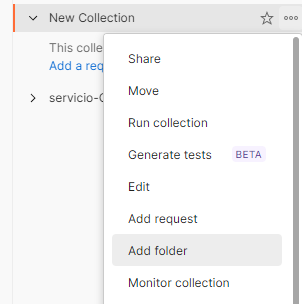 New Collection
This colle
Add a req
servicio-
Share
Move
Run collection
Generate tests BETA
Edit
Add request
Add folder
Monitor collection